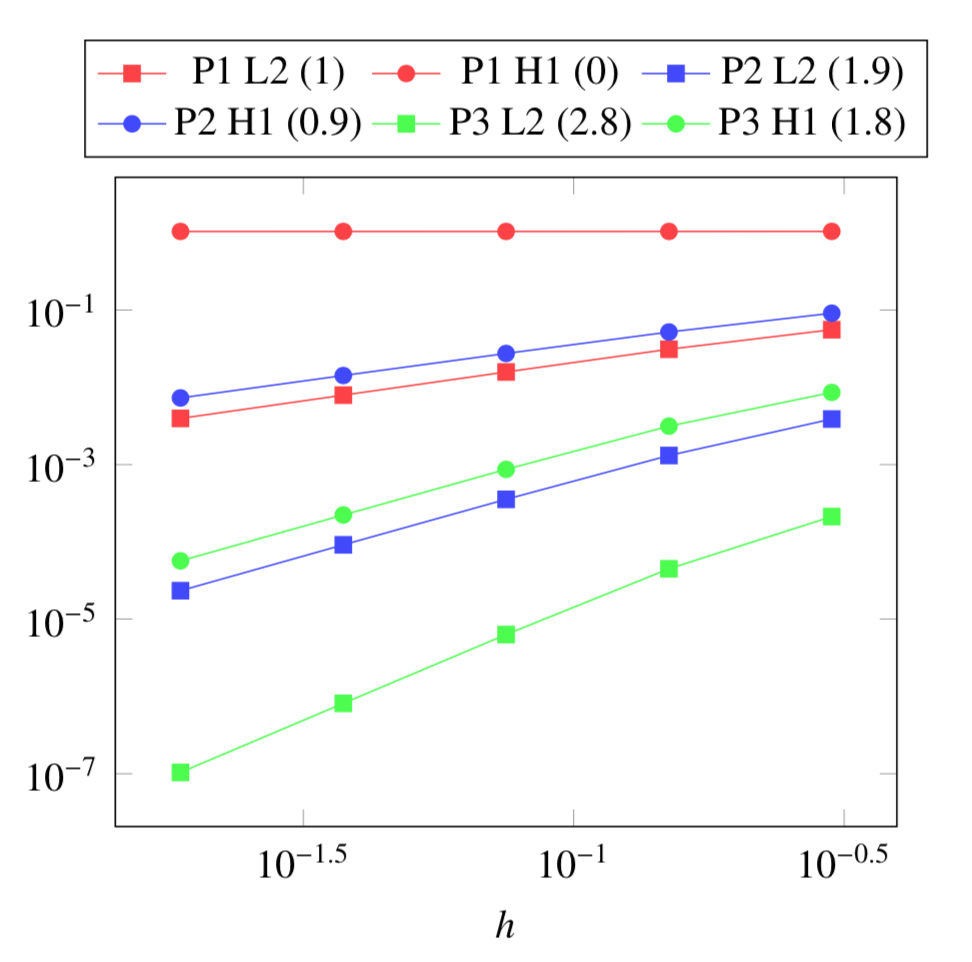 P1 L2 (1) P1 H1 (0) P2 L2 (1.9)
P2 H1 (0.9) P3 L2 (2.8) P3 H1 (1.8)
10⁻¹
10⁻³
10⁻⁵
10⁻⁷
10⁻¹·⁵ 10⁻¹ 10⁻⁰·⁵
h